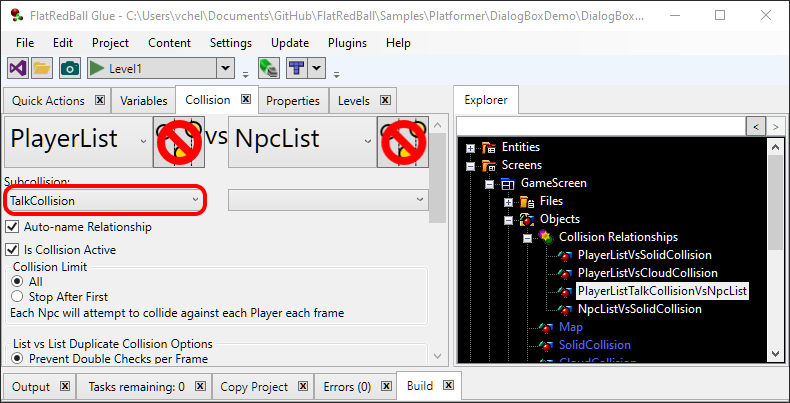 FlatRedBall Glue - C:\Users\vchel\Documents\GitHub\FlatRedBall\Samples\Platformer\DialogBoxDemo\DialogBox...
File Edit Project Content Settings Update Plugins Help
Level1
Quick Actions Variables Collision Properties Levels
PlayerList vs NpcList
Subcollision:
TalkCollision
Auto-name Relationship
Is Collision Active
Collision Limit
All
Stop After First
Each Npc will attempt to collide against each Player each frame
List vs List Duplicate Collision Options
Prevent Double Checks per Frame
Explorer
< >
Entities
Screens
GameScreen
Files
Objects
Collision Relationships
PlayerListVsSolidCollision
PlayerListVsCloudCollision
PlayerListTalkCollisionVsNpcList
NpcListVsSolidCollision
Map
SolidCollision
CloudCollision
Output Tasks remaining: 0 Copy Project Errors (0) Build